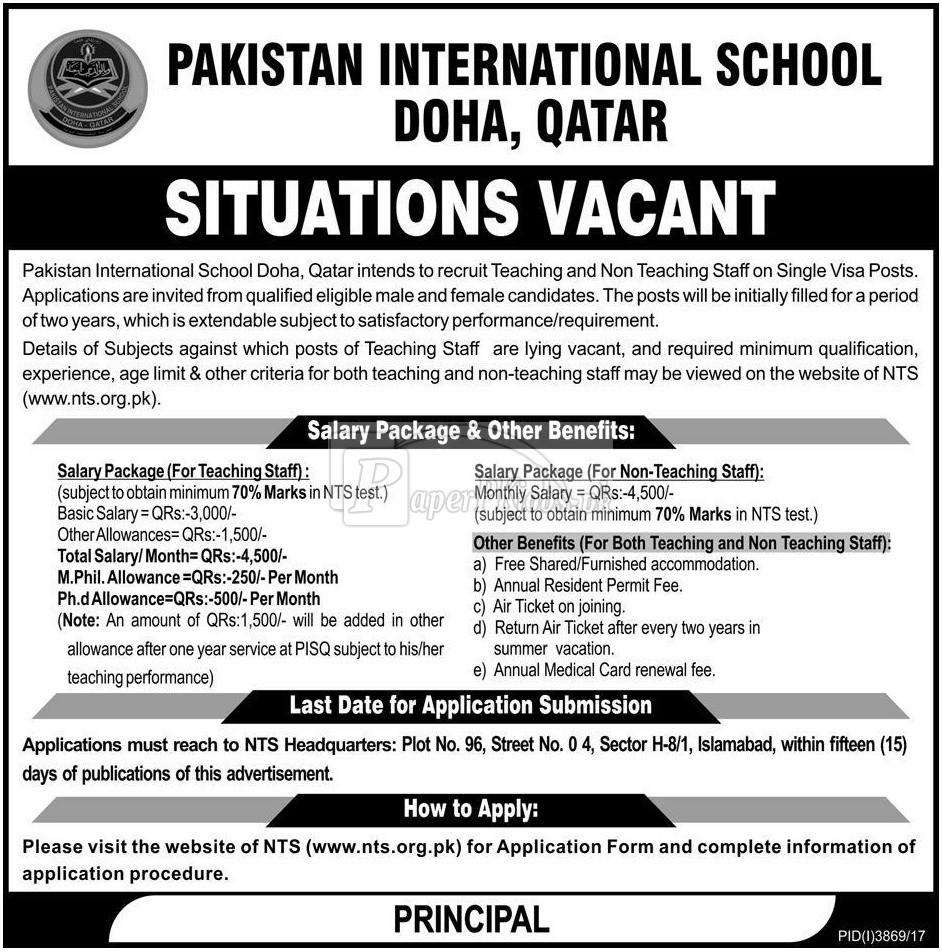 PAKISTAN INTERNATIONAL SCHOOL
DOHA, QATAR
PAKISTAN INTERNATIONAL SCHOOL
DOHA - QATAR
SITUATIONS VACANT
Pakistan International School Doha, Qatar intends to recruit Teaching and Non Teaching Staff on Single Visa Posts.
Applications are invited from qualified eligible male and female candidates. The posts will be initially filled for a period
of two years, which is extendable subject to satisfactory performance/requirement.
Details of Subjects against which posts of Teaching Staff are lying vacant, and required minimum qualification,
experience, age limit & other criteria for both teaching and non-teaching staff may be viewed on the website of NTS
(www.nts.org.pk).
Salary Package & Other Benefits:
Salary Package (For Teaching Staff) :
(subject to obtain minimum 70% Marks in NTS test.)
Basic Salary = QRs:-3,000/-
Other Allowances= QRs:-1,500/-
Total Salary/ Month= QRs:-4,500/-
M.Phil. Allowance =QRs:-250/- Per Month
Ph.d Allowance=QRs:-500/- Per Month
(Note: An amount of QRs:1,500/- will be added in other
allowance after one year service at PISQ subject to his/her
teaching performance)
Salary Package (For Non-Teaching Staff):
Monthly Salary = QRs:-4,500/-
(subject to obtain minimum 70% Marks in NTS test.)
Other Benefits (For Both Teaching and Non Teaching Staff):
a) Free Shared/Furnished accommodation.
b) Annual Resident Permit Fee.
c) Air Ticket on joining.
d) Return Air Ticket after every two years in
summer vacation.
e) Annual Medical Card renewal fee.
PaperPkJobs.pk
Last Date for Application Submission
Applications must reach to NTS Headquarters: Plot No. 96, Street No. 0 4, Sector H-8/1, Islamabad, within fifteen (15)
days of publications of this advertisement.
How to Apply:
Please visit the website of NTS (www.nts.org.pk) for Application Form and complete information of
application procedure.
PRINCIPAL
PID(I)3869/17